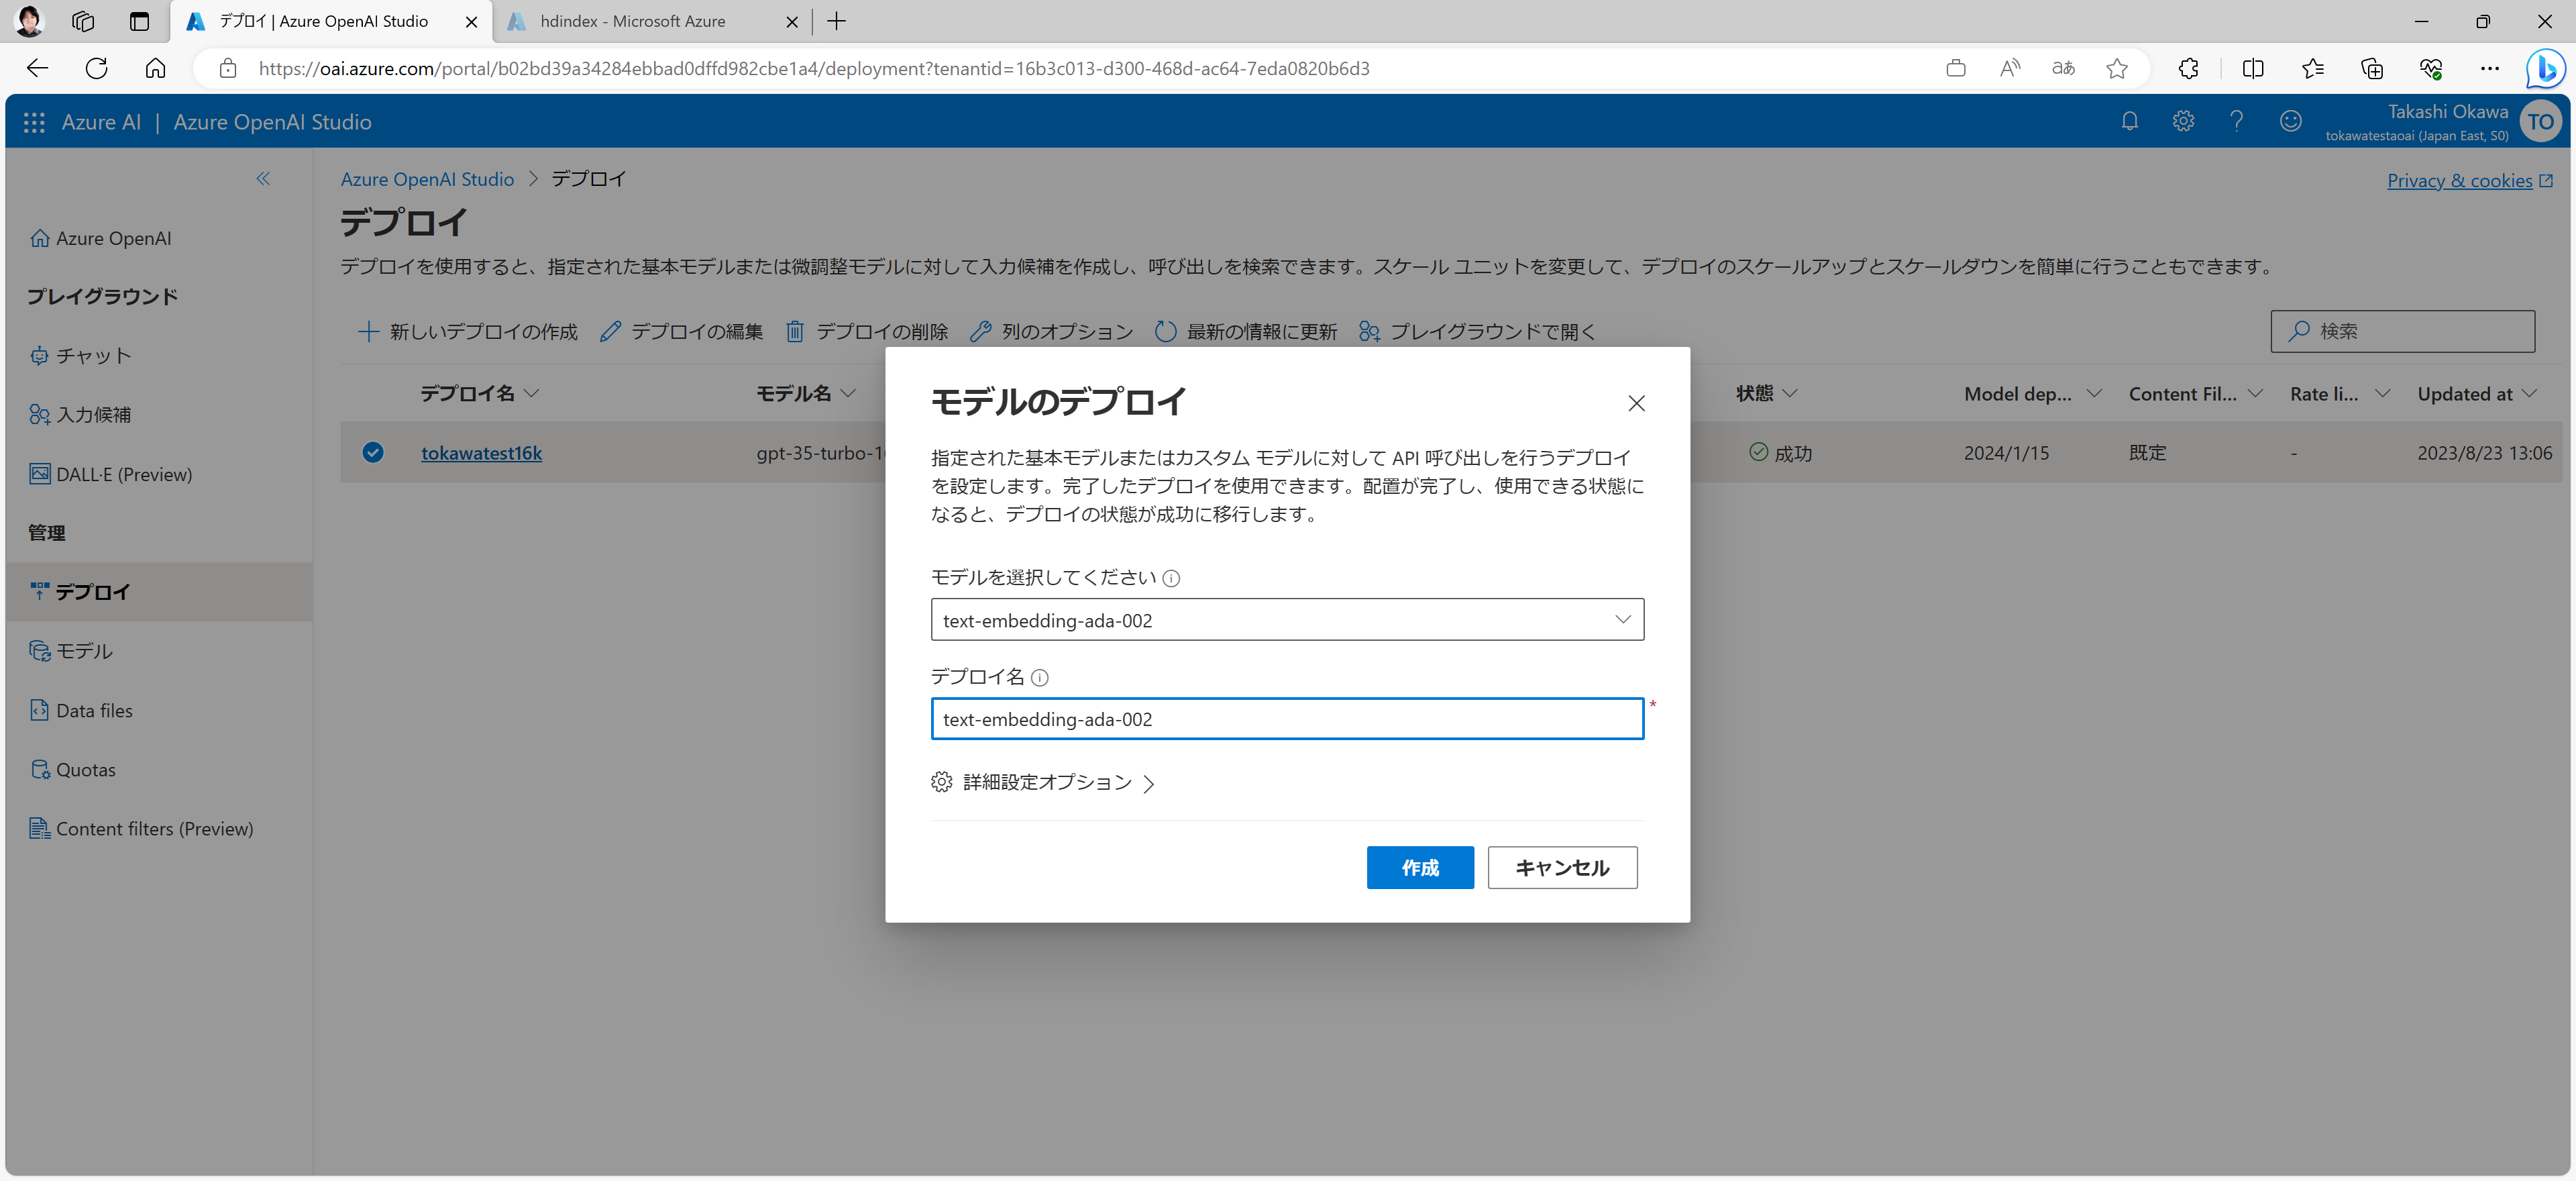 デプロイ | Azure OpenAI Studio
hdindex - Microsoft Azure
https://oai.azure.com/portal/b02bd39a34284ebbad0dffd982cbe1a4/deployment?tenantid=16b3c013-d300-468d-ac64-7eda0820b6d3
Azure AI | Azure OpenAI Studio
Takashi Okawa
tokawatestaoai (Japan East, S0)
TO
Azure OpenAI Studio > デプロイ
Privacy & cookies
デプロイ
デプロイを使用すると、指定された基本モデルまたは微調整モデルに対して入力候補を作成し、呼び出しを検索できます。スケール ユニットを変更して、デプロイのスケールアップとスケールダウンを簡単に行うこともできます。
Azure OpenAI
プレイグラウンド
チャット
入力候補
DALL·E (Preview)
管理
デプロイ
モデル
Data files
Quotas
Content filters (Preview)
新しいデプロイの作成 デプロイの編集 デプロイの削除 列のオプション 最新の情報に更新 プレイグラウンドで開く
検索
デプロイ名 モデル名 状態 Model dep... Content Fil... Rate li... Updated at
tokawatest16k gpt-35-turbo-1 成功 2024/1/15 既定 - 2023/8/23 13:06
モデルのデプロイ
指定された基本モデルまたはカスタム モデルに対して API 呼び出しを行うデプロイ
を設定します。完了したデプロイを使用できます。配置が完了し、使用できる状態に
なると、デプロイの状態が成功に移行します。
モデルを選択してください
text-embedding-ada-002
デプロイ名
text-embedding-ada-002
*
詳細設定オプション
作成 キャンセル